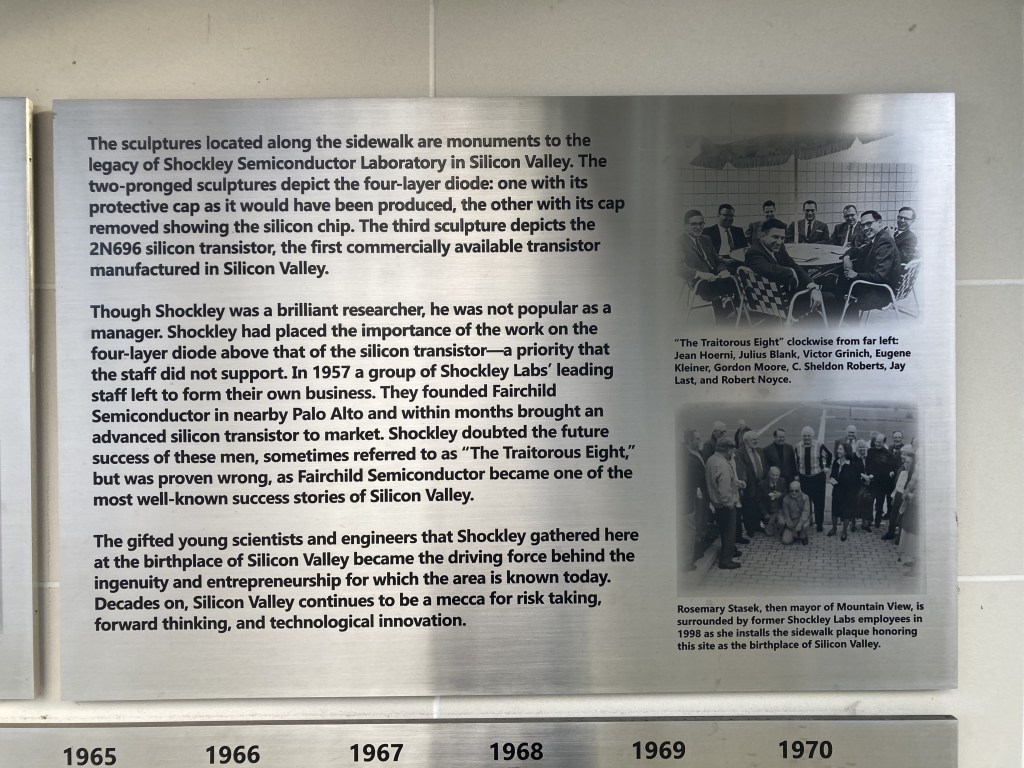 The sculptures located along the sidewalk are monuments to the
legacy of Shockley Semiconductor Laboratory in Silicon Valley. The
two-pronged sculptures depict the four-layer diode: one with its
protective cap as it would have been produced, the other with its cap
removed showing the silicon chip. The third sculpture depicts the
2N696 silicon transistor, the first commercially available transistor
manufactured in Silicon Valley.
Though Shockley was a brilliant researcher, he was not popular as a
manager. Shockley had placed the importance of the work on the
four-layer diode above that of the silicon transistor—a priority that
the staff did not support. In 1957 a group of Shockley Labs’ leading
staff left to form their own business. They founded Fairchild
Semiconductor in nearby Palo Alto and within months brought an
advanced silicon transistor to market. Shockley doubted the future
success of these men, sometimes referred to as “The Traitorous Eight,”
but was proven wrong, as Fairchild Semiconductor became one of the
most well-known success stories of Silicon Valley.
The gifted young scientists and engineers that Shockley gathered here
at the birthplace of Silicon Valley became the driving force behind the
ingenuity and entrepreneurship for which the area is known today.
Decades on, Silicon Valley continues to be a mecca for risk taking,
forward thinking, and technological innovation.
“The Traitorous Eight” clockwise from far left:
Jean Hoerni, Julius Blank, Victor Grinich, Eugene
Kleiner, Gordon Moore, C. Sheldon Roberts, Jay
Last, and Robert Noyce.
Rosemary Stasek, then mayor of Mountain View, is
surrounded by former Shockley Labs employees in
1998 as she installs the sidewalk plaque honoring
this site as the birthplace of Silicon Valley.
1965 1966 1967 1968 1969 1970